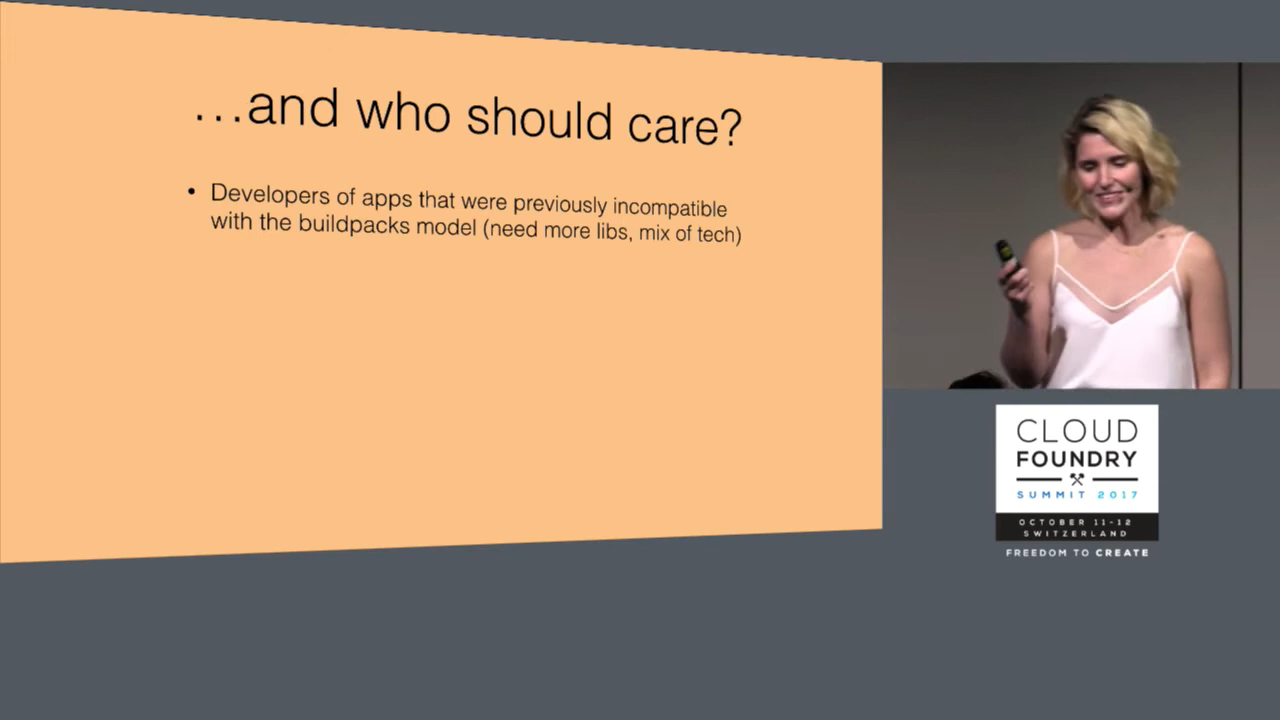 ...and who should care?
• Developers of apps that were previously incompatible
with the buildpacks model (need more libs, mix of tech)
CLOUD
FOUNDRY
SUMMIT 2017
OCTOBER 11-12
SWITZERLAND
FREEDOM TO CREATE